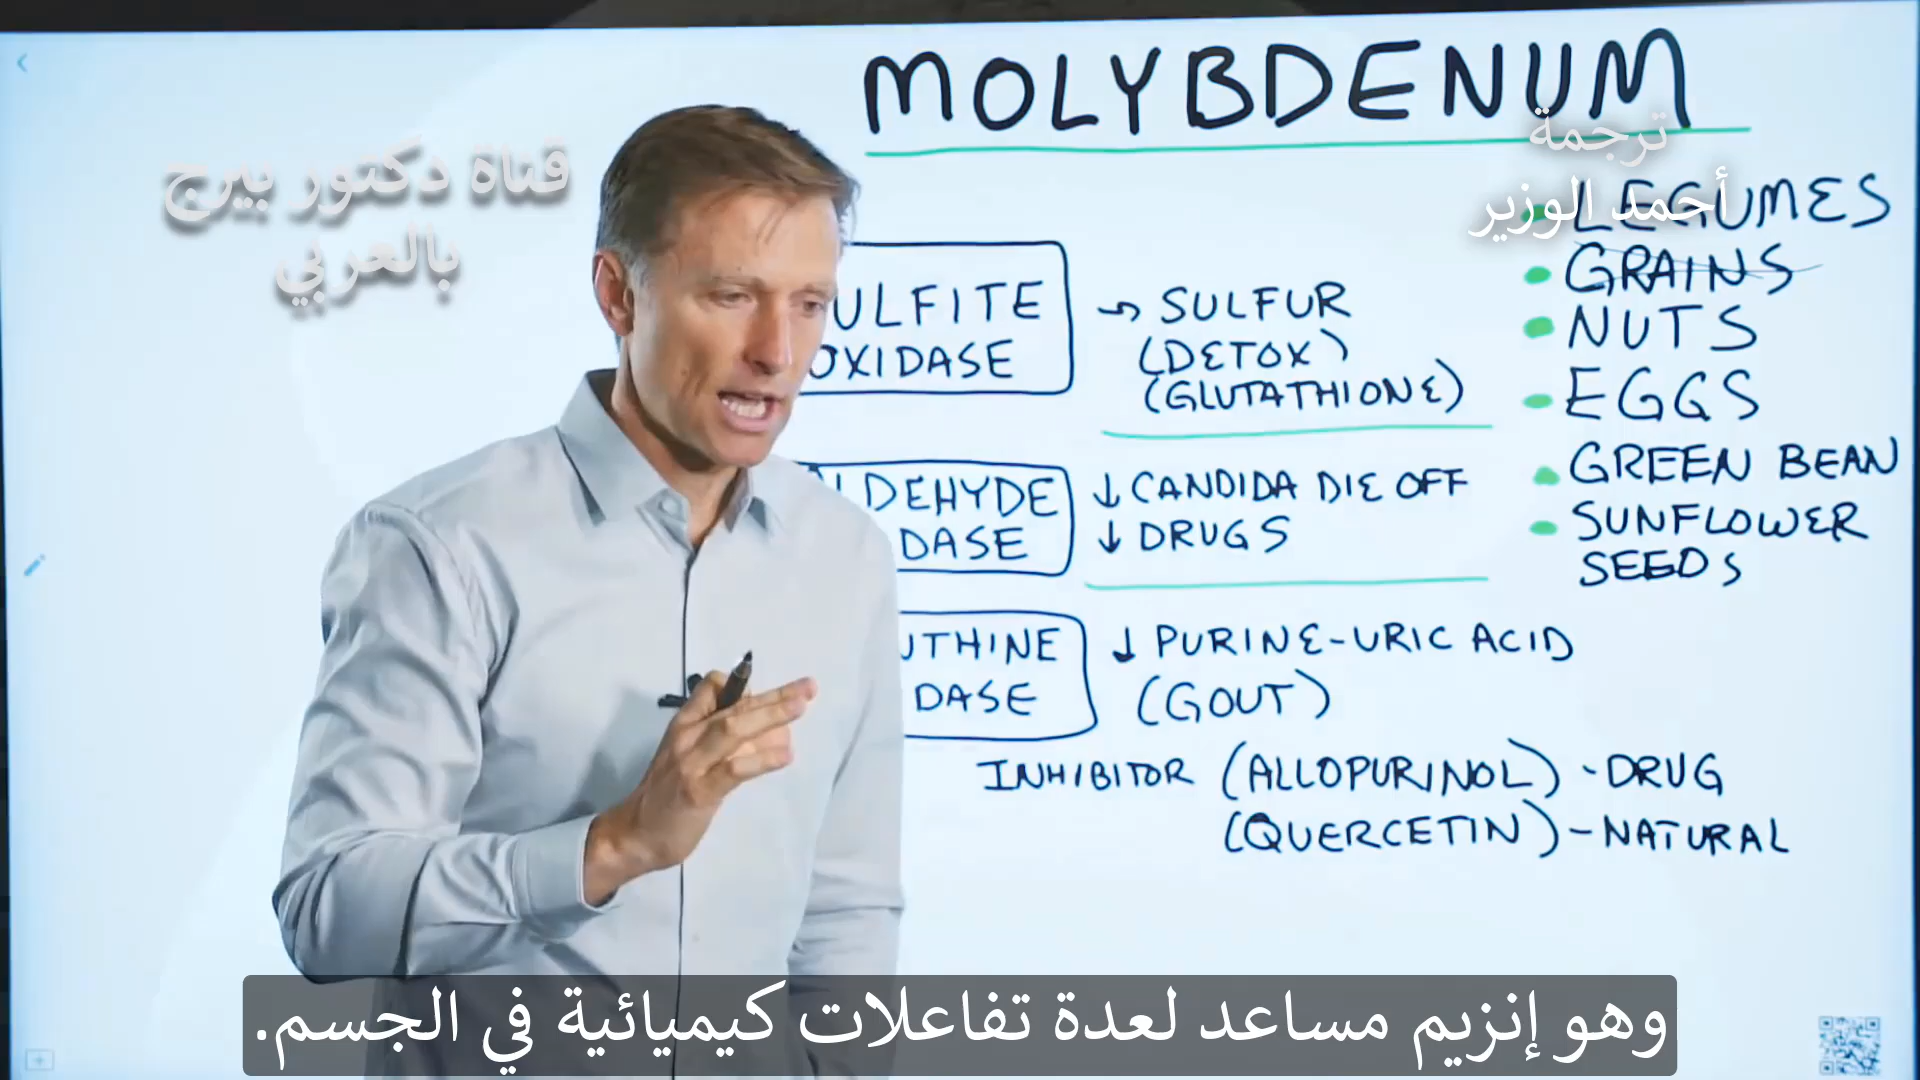 MOLYBDENUM
ترجمة
أحمد الوزير
قناة دكتور بيرج
بالعربي
ULFITE
OXIDASE
→ SULFUR
(DETOX)
(GLUTATHIONE)
LDEHYDE
DASE
↓ CANDIDA DIE OFF
↓ DRUGS
THINE
DASE
↓ PURINE-URIC ACID
(GOUT)
INHIBITOR (ALLOPURINOL) - DRUG
(QUERCETIN) - NATURAL
• LEGUMES
• GRAINS
• NUTS
• EGGS
• GREEN BEAN
• SUNFLOWER
SEEDS
وهو إنزيم مساعد لعدة تفاعلات كيميائية في الجسم.